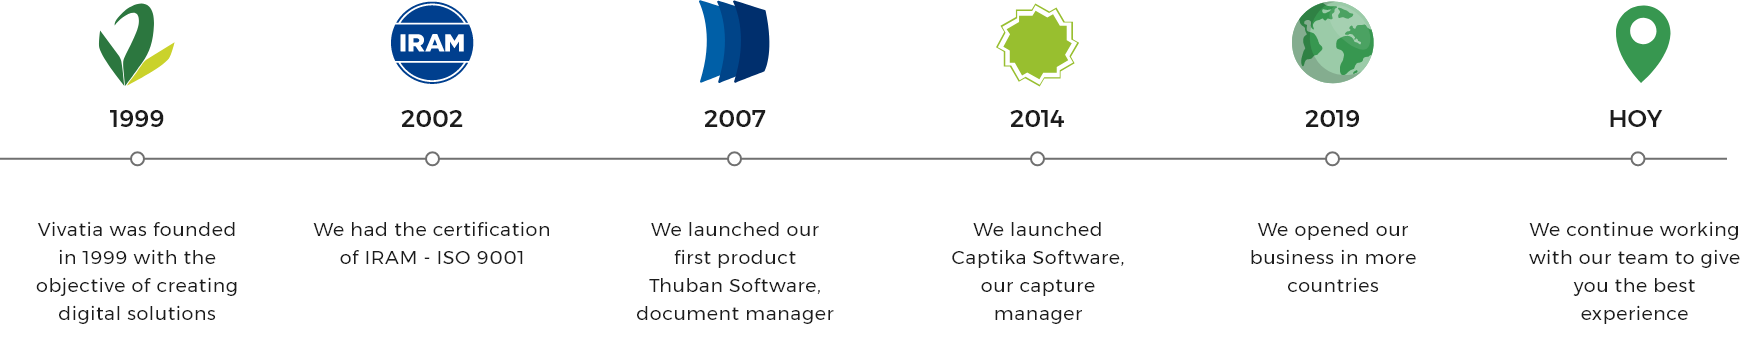 IRAM
1999
2002
2007
2014
2019
HOY
Vivatia was founded
in 1999 with the
objective of creating
digital solutions
We had the certification
of IRAM - ISO 9001
We launched our
first product
Thuban Software,
document manager
We launched
Captika Software,
our capture
manager
We opened our
business in more
countries
We continue working
with our team to give
you the best
experience